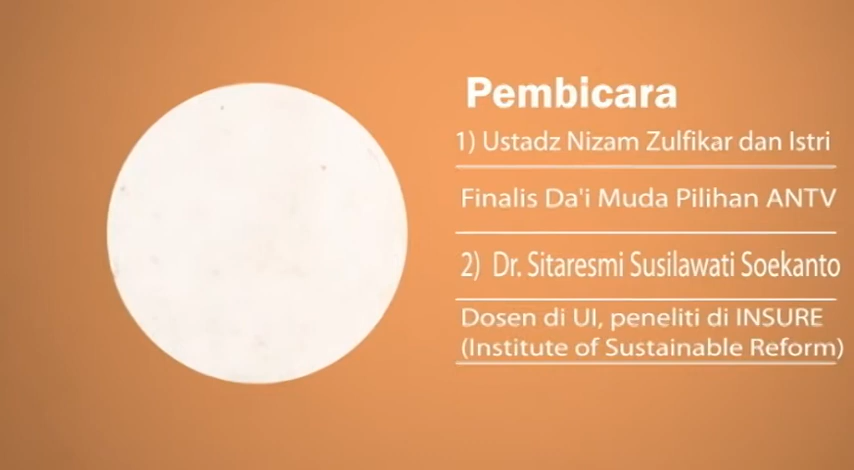 Pembicara
1) Ustadz Nizam Zulfikar dan Istri
Finalis Da'i Muda Pilihan ANTV
2) Dr. Sitaresmi Susilawati Soekanto
Dosen di UI, peneliti di INSURE
(Institute of Sustainable Reform)